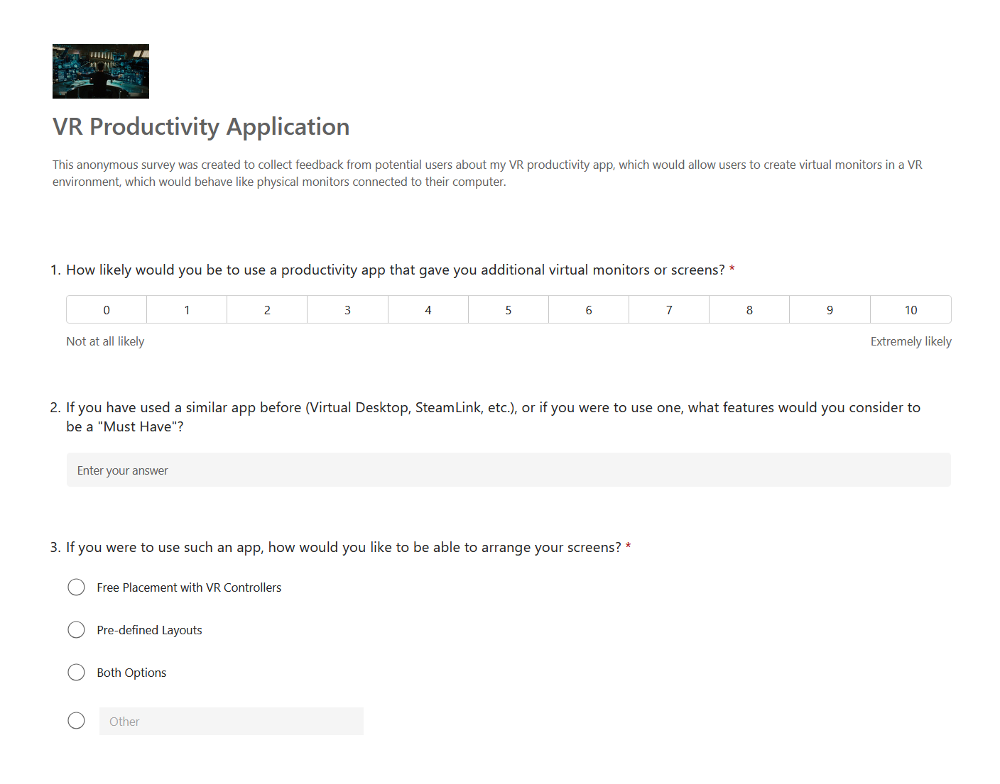 VR Productivity Application
This anonymous survey was created to collect feedback from potential users about my VR productivity app, which would allow users to create virtual monitors in a VR
environment, which would behave like physical monitors connected to their computer.
1. How likely would you be to use a productivity app that gave you additional virtual monitors or screens? *
0 1 2 3 4 5 6 7 8 9 10
Not at all likely Extremely likely
2. If you have used a similar app before (Virtual Desktop, SteamLink, etc.), or if you were to use one, what features would you consider to
be a "Must Have"?
Enter your answer
3. If you were to use such an app, how would you like to be able to arrange your screens? *
Free Placement with VR Controllers
Pre-defined Layouts
Both Options
Other